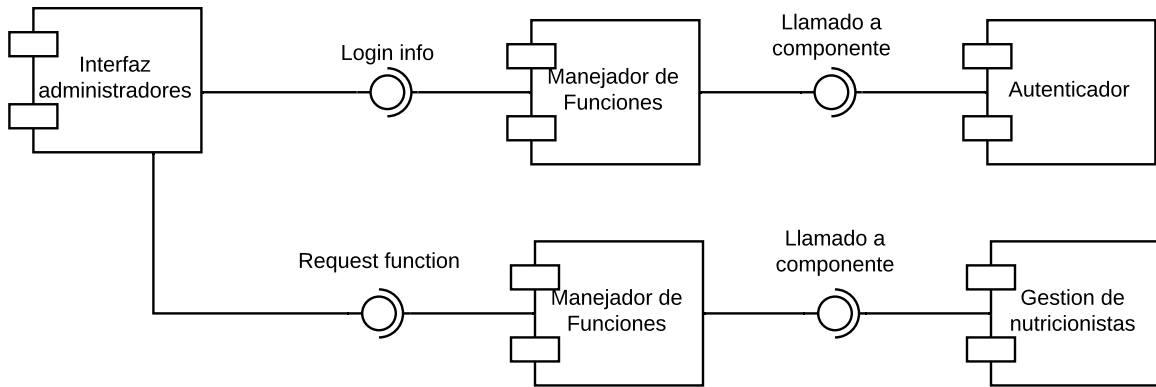 Interfaz
administradores
Login info
Manejador de
Funciones
Llamado a
componente
Autenticador
Request function
Manejador de
Funciones
Llamado a
componente
Gestion de
nutricionistas